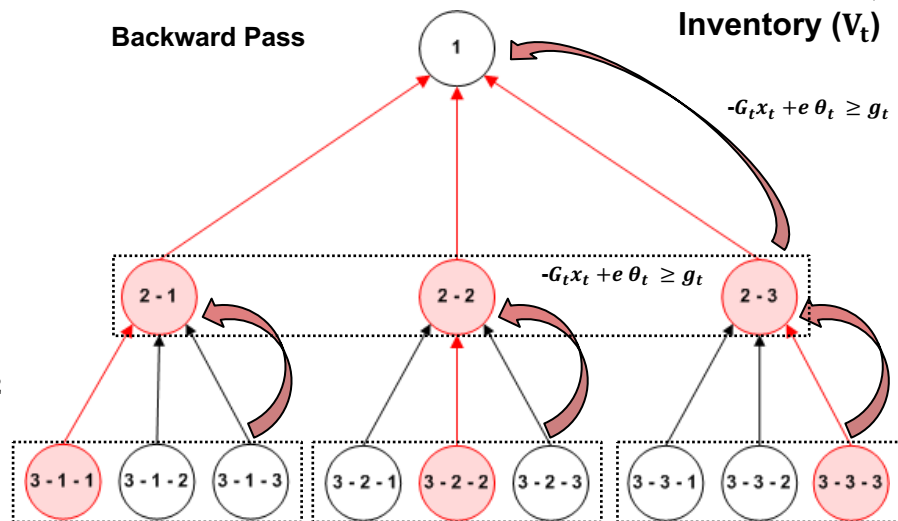 Inventory (Vₜ)
Backward Pass
1
-Gₜxₜ +e θₜ ≥ gₜ
-Gₜxₜ +e θₜ ≥ gₜ
2 - 1
2 - 2
2 - 3
3 - 1 - 1
3 - 1 - 2
3 - 1 - 3
3 - 2 - 1
3 - 2 - 2
3 - 2 - 3
3 - 3 - 1
3 - 3 - 2
3 - 3 - 3